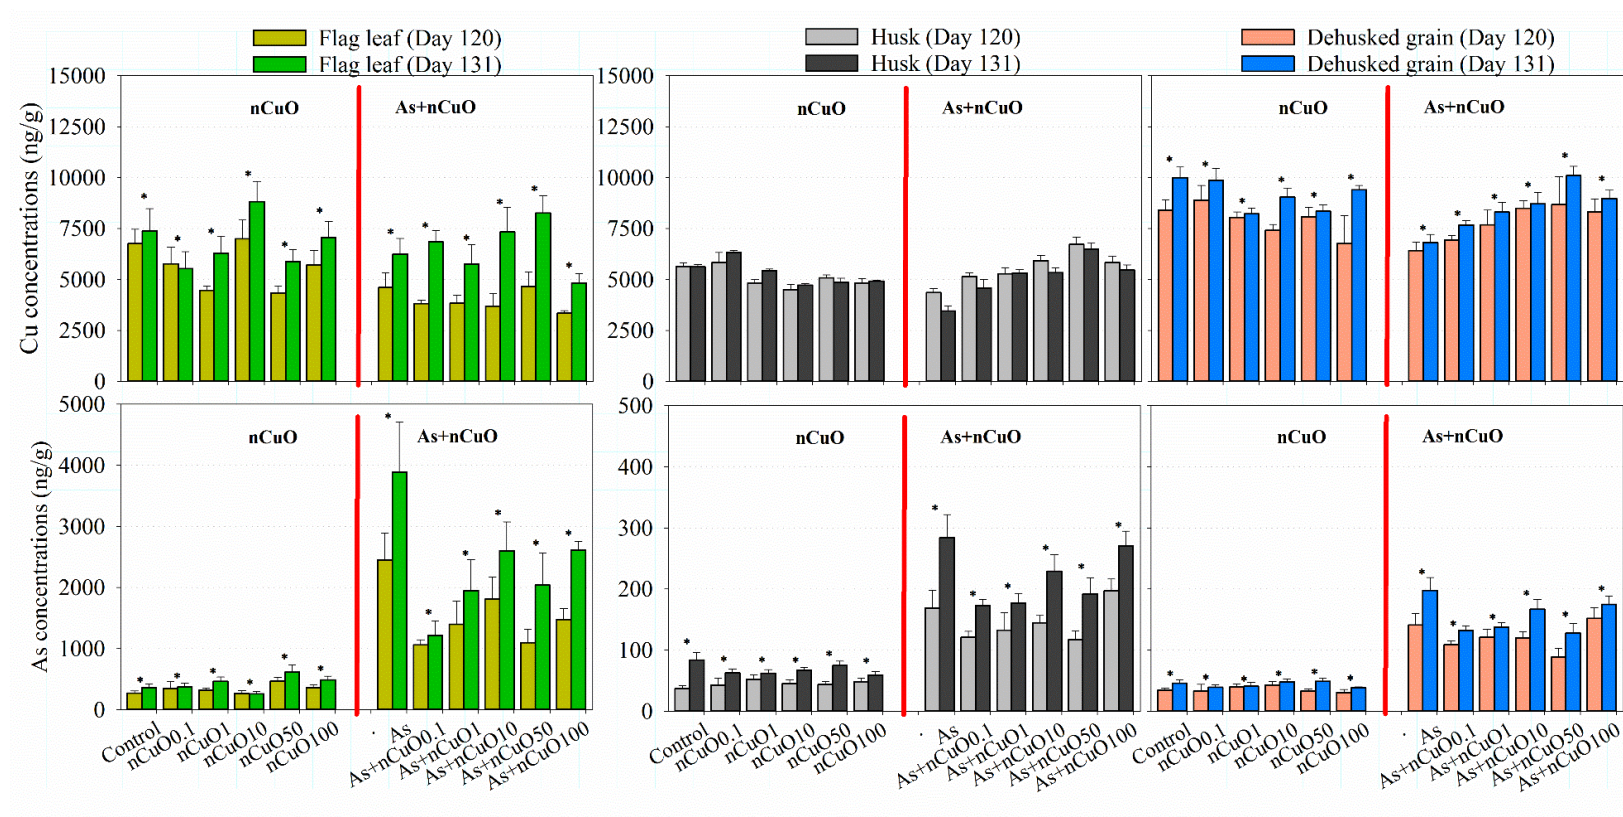 Flag leaf (Day 120)
Flag leaf (Day 131)
Husk (Day 120)
Husk (Day 131)
Dehusked grain (Day 120)
Dehusked grain (Day 131)
Cu concentrations (ng/g)
15000
12500
10000
7500
5000
2500
0
nCuO
As+nCuO
15000
12500
10000
7500
5000
2500
0
nCuO
As+nCuO
nCuO
As+nCuO
As concentrations (ng/g)
5000
4000
3000
2000
1000
0
nCuO
As+nCuO
500
400
300
200
100
0
nCuO
As+nCuO
nCuO
As+nCuO
Control
nCuO0.1
nCuO1
nCuO10
nCuO50
nCuO100
As
As+nCuO0.1
As+nCuO1
As+nCuO10
As+nCuO50
As+nCuO100
Control
nCuO0.1
nCuO1
nCuO10
nCuO50
nCuO100
As
As+nCuO0.1
As+nCuO1
As+nCuO10
As+nCuO50
As+nCuO100
Control
nCuO0.1
nCuO1
nCuO10
nCuO50
nCuO100
As
As+nCuO0.1
As+nCuO1
As+nCuO10
As+nCuO50
As+nCuO100